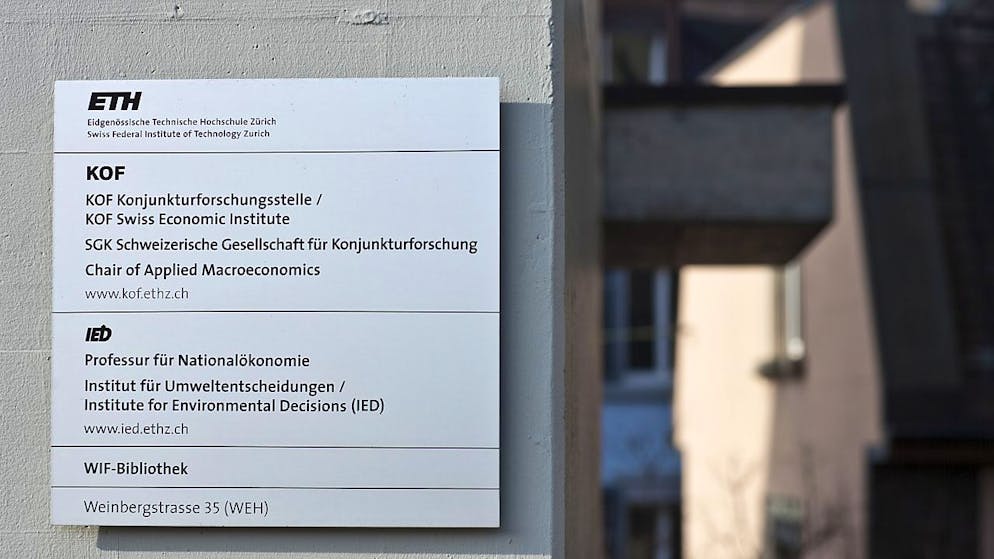 ETH
Eidgenössische Technische Hochschule Zürich
Swiss Federal Institute of Technology Zurich
KOF
KOF Konjunkturforschungsstelle /
KOF Swiss Economic Institute
SGK Schweizerische Gesellschaft für Konjunkturforschung
Chair of Applied Macroeconomics
www.kof.ethz.ch
IED
Professur für Nationalökonomie
Institut für Umweltentscheidungen /
Institute for Environmental Decisions (IED)
www.ied.ethz.ch
WIF-Bibliothek
Weinbergstrasse 35 (WEH)